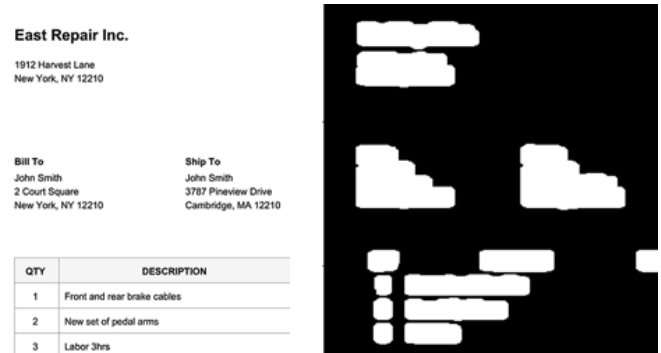 East Repair Inc.
1912 Harvest Lane
New York, NY 12210
Bill To
John Smith
2 Court Square
New York, NY 12210
Ship To
John Smith
3787 Pineview Drive
Cambridge, MA 12210
QTY DESCRIPTION
1 Front and rear brake cables
2 New set of pedal arms
3 Labor 3hrs